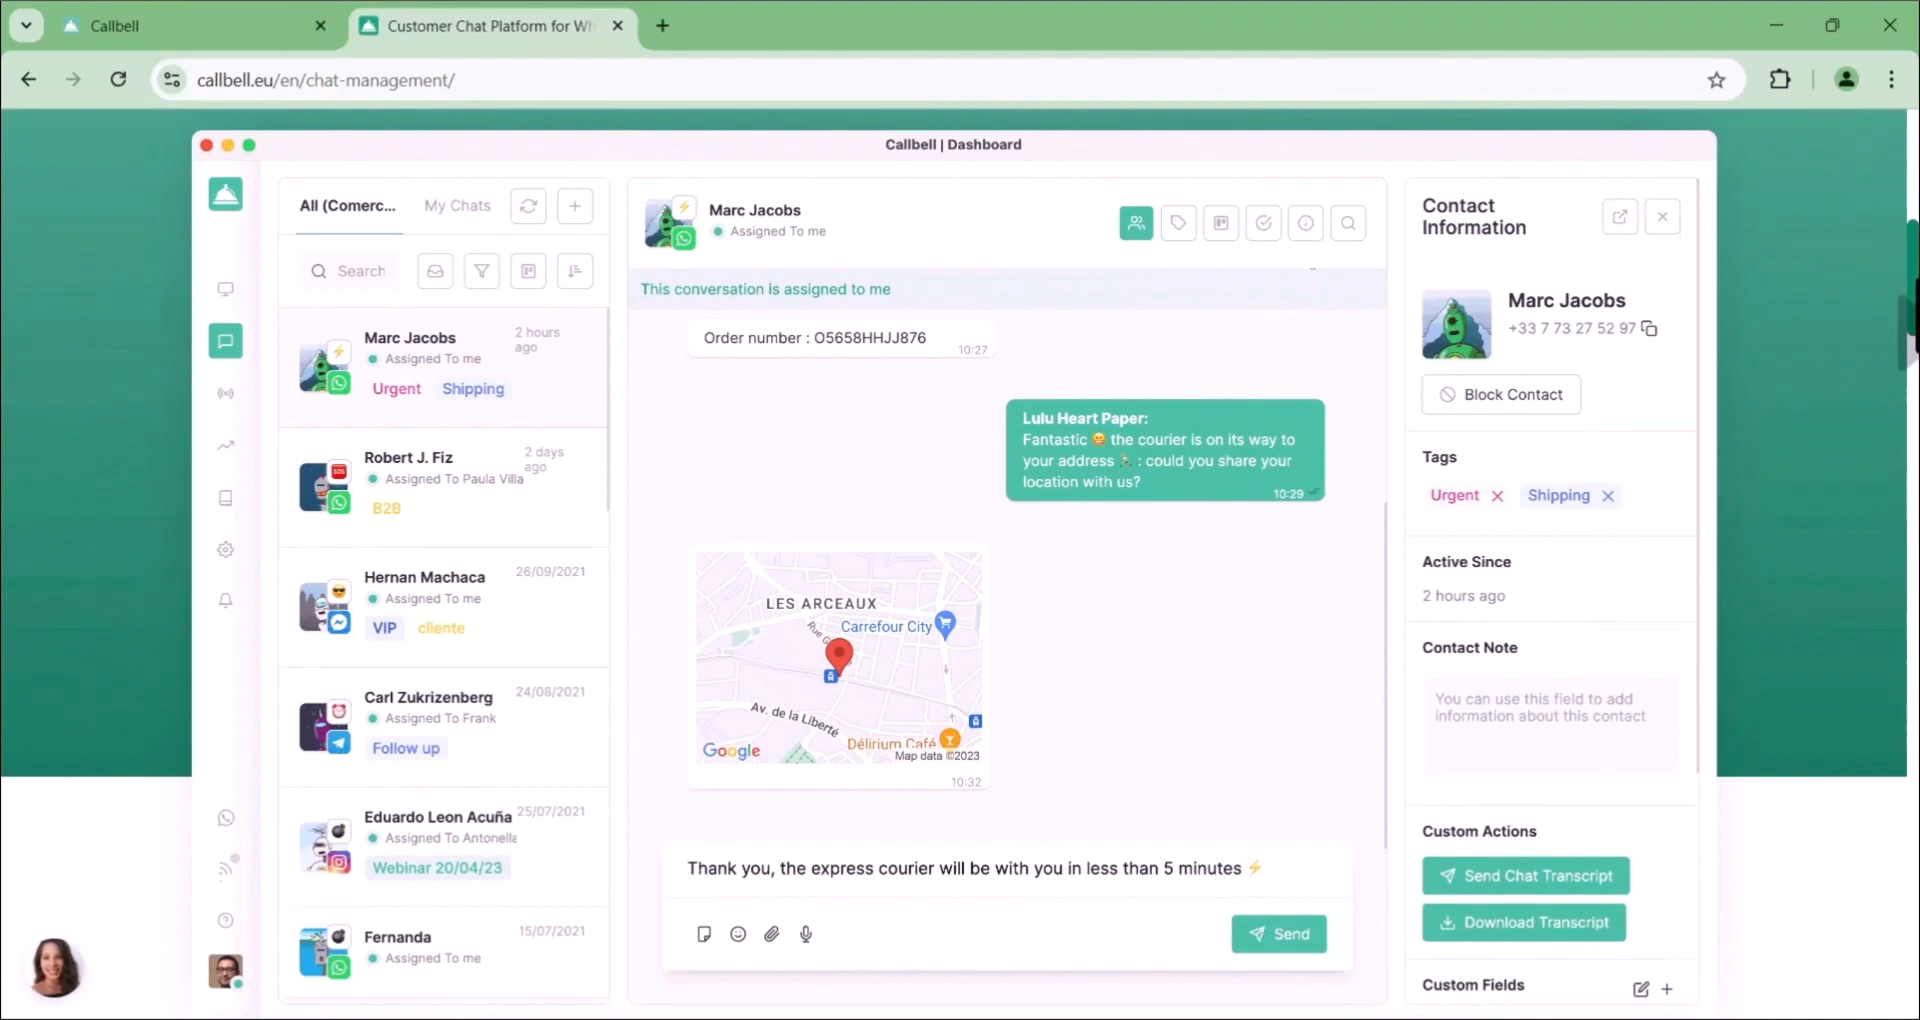 Callbell
Customer Chat Platform for Wh
callbell.eu/en/chat-management/
Callbell | Dashboard
All (Comerc...
My Chats
Search
Marc Jacobs
2 hours
ago
Assigned To me
Urgent
Shipping
Robert J. Fiz
2 days
ago
Assigned To Paula Villa
B2B
Hernan Machaca
26/09/2021
Assigned To me
VIP
cliente
Carl Zukrizenberg
24/08/2021
Assigned To Frank
Follow up
Eduardo Leon Acuña
25/07/2021
Assigned To Antonella
Webinar 20/04/23
Fernanda
15/07/2021
Assigned To me
Marc Jacobs
Assigned To me
This conversation is assigned to me
Order number : O5658HHJJ876
10:27
Lulu Heart Paper:
Fantastic 😊 the courier is on its way to
your address 🚴 : could you share your
location with us?
10:29
LES ARCEAUX
Carrefour City
Av. de la Liberté
Délirium Café
Google
Map data ©2023
10:32
Thank you, the express courier will be with you in less than 5 minutes ⚡
Send
Contact
Information
Marc Jacobs
+33 7 73 27 52 97
Block Contact
Tags
Urgent
Shipping
Active Since
2 hours ago
Contact Note
You can use this field to add
information about this contact
Custom Actions
Send Chat Transcript
Download Transcript
Custom Fields
SOS